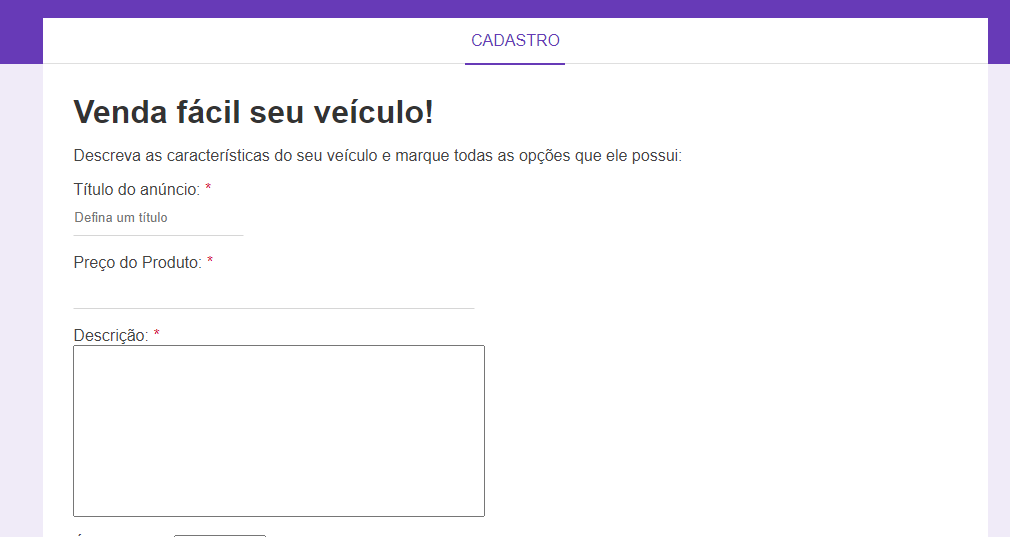 CADASTRO
Venda fácil seu veículo!
Descreva as características do seu veículo e marque todas as opções que ele possui:
Título do anúncio: *
Defina um título
Preço do Produto: *
Descrição: *